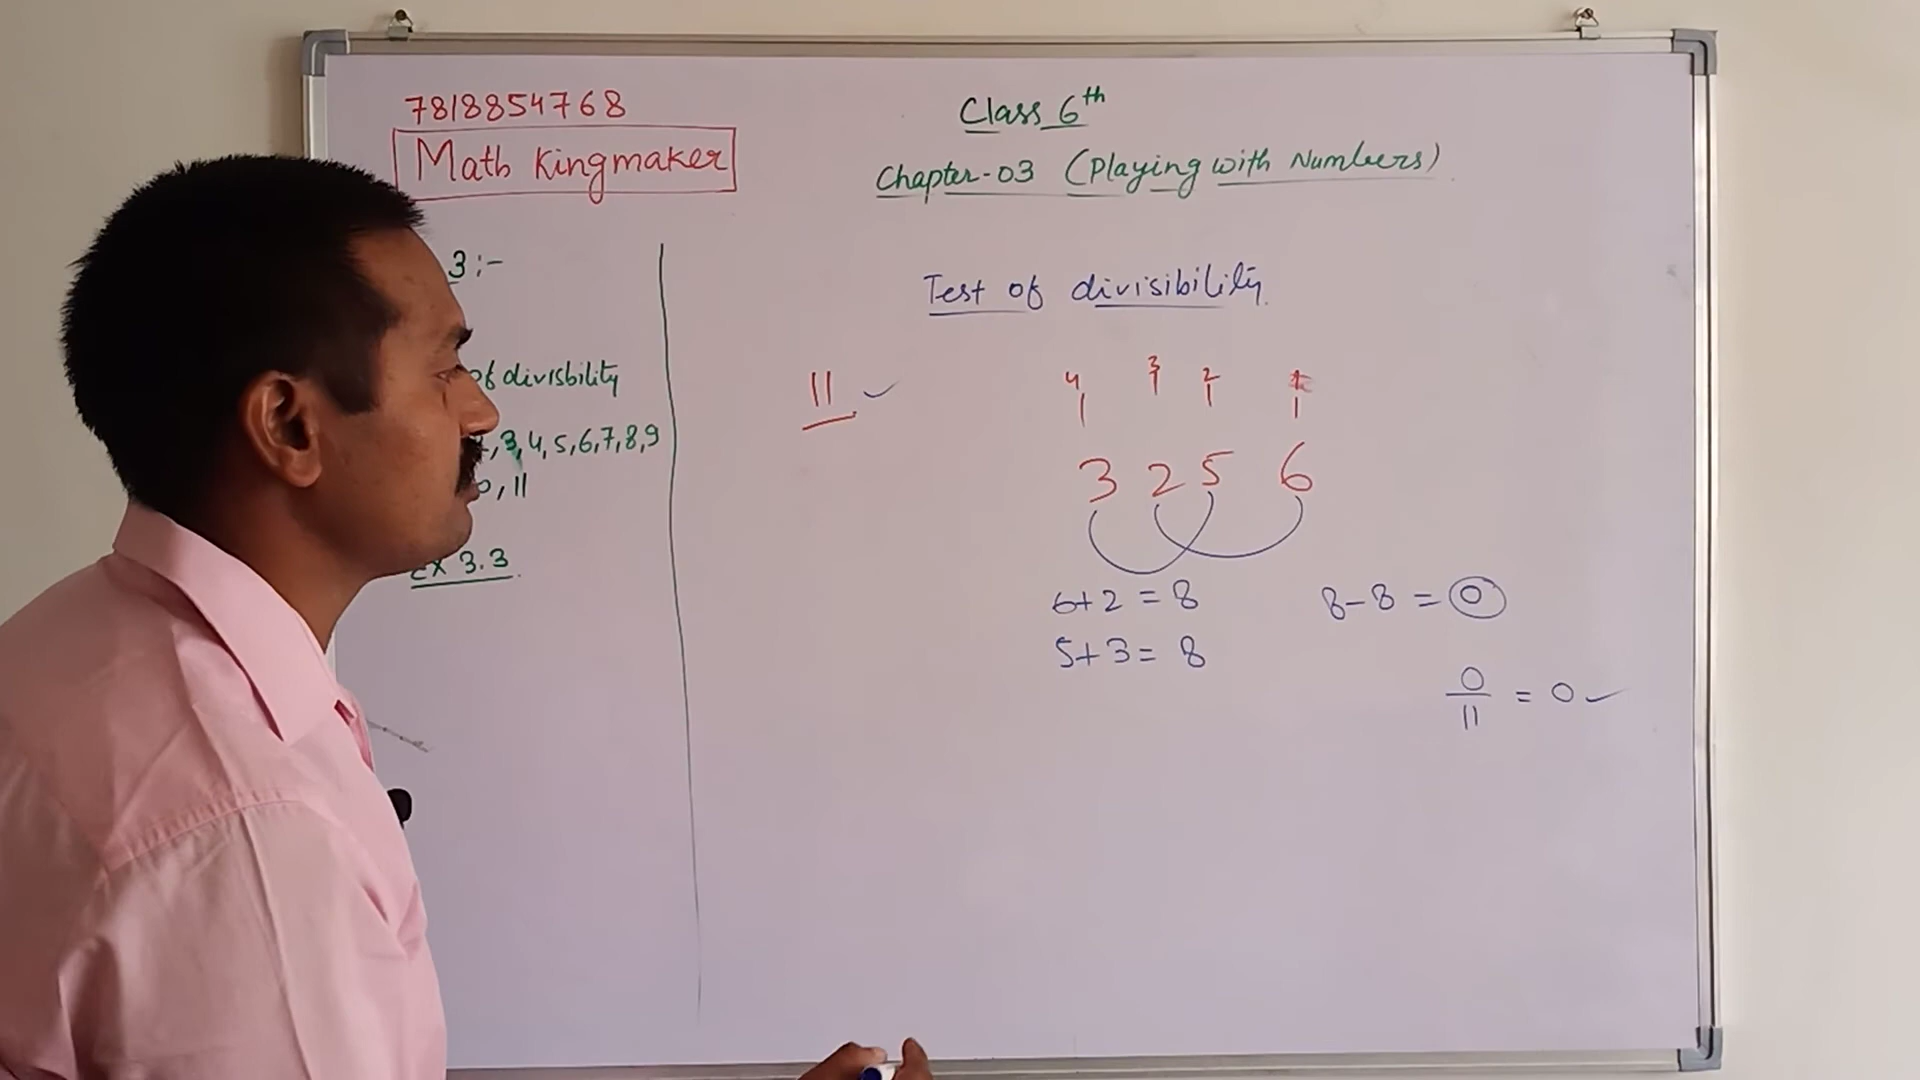 7818854768
Math Kingmaker
Class 6th
Chapter-03 (Playing with Numbers)
3:-
of divisbility
,3,4,5,6,7,8,9
,11
Ex 3.3
Test of divisibility
11 ✓
4 3 2 1
3 2 5 6
6+2 = 8
5+3 = 8
8-8 = 0
0/11 = 0 ✓